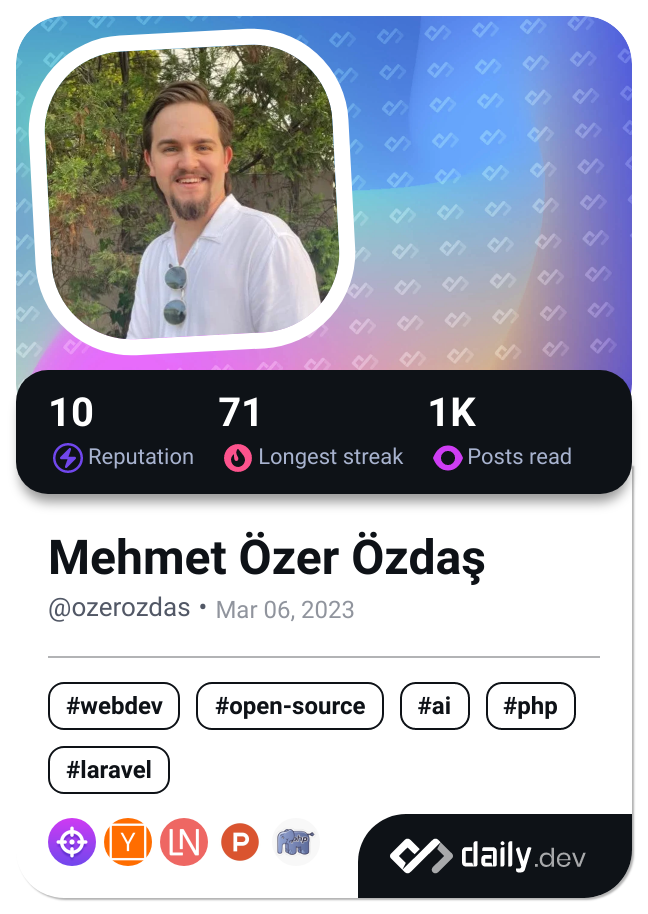 10 71 1K
Reputation Longest streak Posts read
Mehmet Özer Özdaş
@ozerozdas • Mar 06, 2023
#webdev #open-source #ai #php
#laravel
Y LN P php
daily.dev